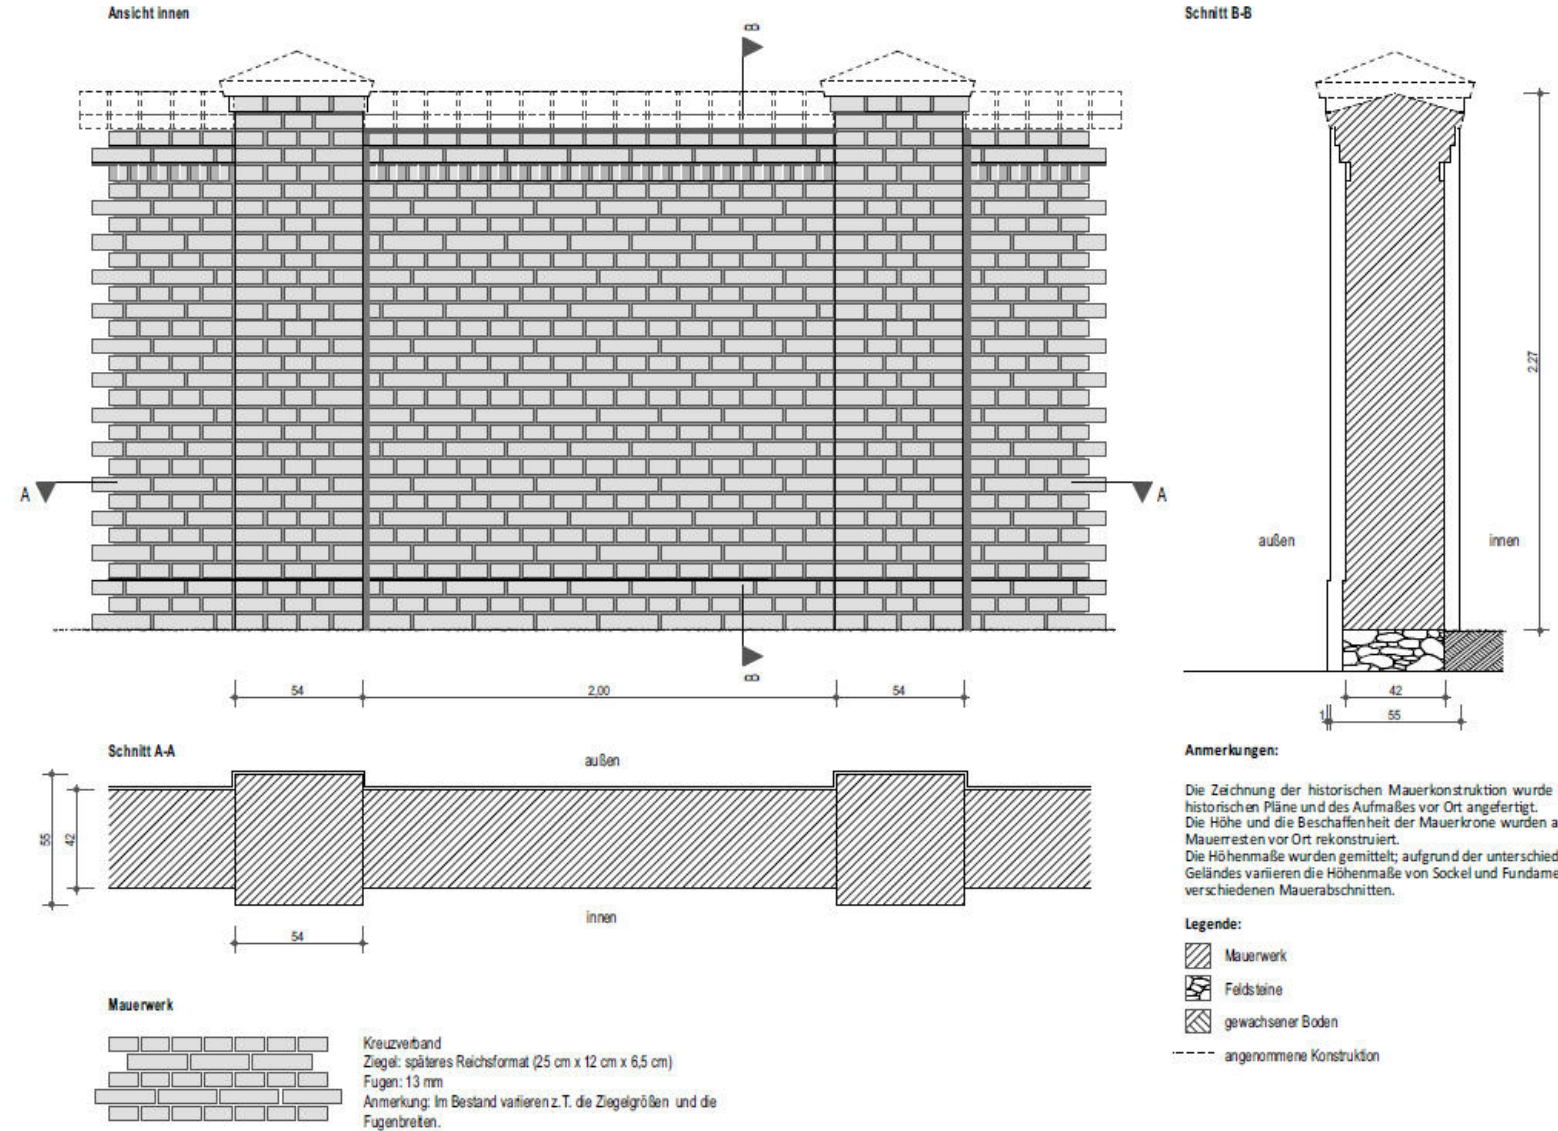 Ansicht innen
Schnitt B-B
B
A
A
außen
innen
2.27
B
54
2,00
54
42
1
55
Schnitt A-A
außen
55
42
innen
54
Anmerkungen:
Die Zeichnung der historischen Mauerkonstruktion wurde
historischen Pläne und des Aufmaßes vor Ort angefertigt.
Die Höhe und die Beschaffenheit der Mauerkrone wurden a
Mauerresten vor Ort rekonstruiert.
Die Höhenmaße wurden gemittelt; aufgrund der unterschied
Geländes variieren die Höhenmaße von Sockel und Fundame
verschiedenen Mauerabschnitten.
Legende:
Mauerwerk
Feldsteine
gewachsener Boden
angenommene Konstruktion
Mauerwerk
Kreuzverband
Ziegel: späteres Reichsformat (25 cm x 12 cm x 6,5 cm)
Fugen: 13 mm
Anmerkung: Im Bestand variieren z.T. die Ziegelgrößen und die
Fugenbreiten.